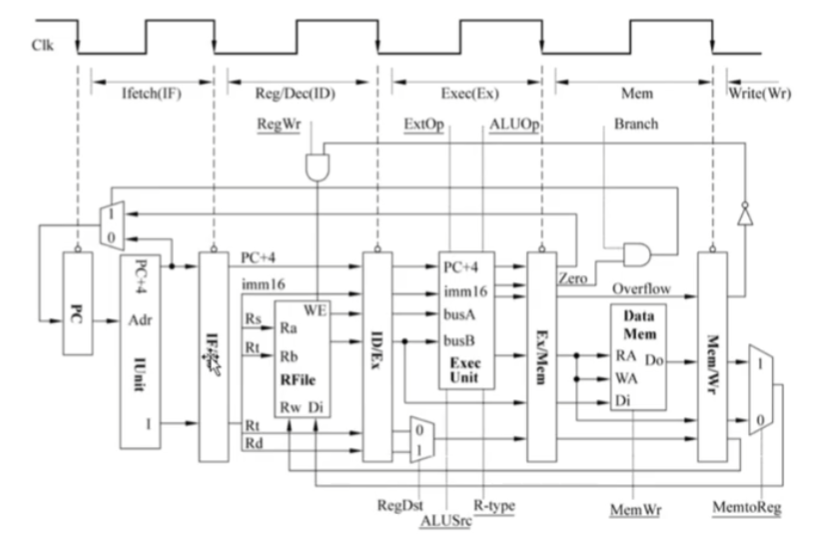 Clk
Ifetch(IF) Reg/Dec(ID) Exec(Ex) Mem Write(Wr)
RegWr ExtOp ALUOp Branch
1
0
PC+4 PC+4
imm16 imm16
Zero
Overflow
PC
PC+4
Adr
IUnit
I
Rs
Rt
WE
Ra
Rb
RFile
Rw Di
Rt
Rd
ID/Ex
busA
busB
Exec
Unit
0
1
Ex/Mem
Data
Mem
RA Do
WA
Di
Mem/Wr
1
0
RegDst R-type MemWr MemtoReg
ALUSrc